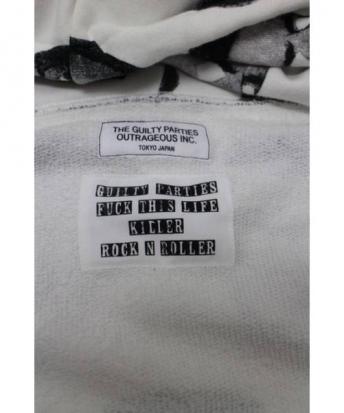 THE GUILTY PARTIES
OUTRAGEOUS INC.
TOKYO JAPAN
GUILTY PARTIES
FUCK THIS LIFE
KILLER
ROCK N ROLLER